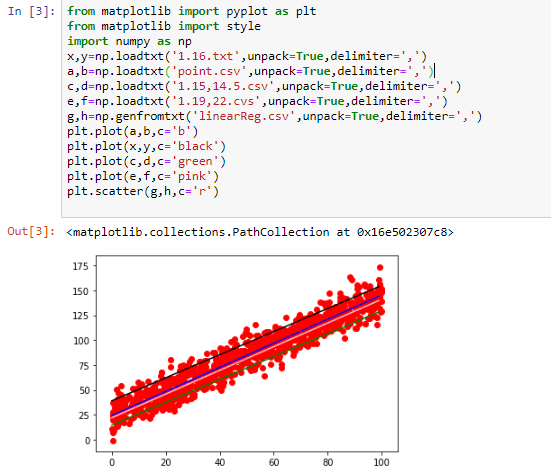 In [3]: from matplotlib import pyplot as plt
from matplotlib import style
import numpy as np
x,y=np.loadtxt('1.16.txt',unpack=True,delimiter=',')
a,b=np.loadtxt('point.csv',unpack=True,delimiter=',')
c,d=np.loadtxt('1.15,14.5.csv',unpack=True,delimiter=',')
e,f=np.loadtxt('1.19,22.cvs',unpack=True,delimiter=',')
g,h=np.genfromtxt('linearReg.csv',unpack=True,delimiter=',')
plt.plot(a,b,c='b')
plt.plot(x,y,c='black')
plt.plot(c,d,c='green')
plt.plot(e,f,c='pink')
plt.scatter(g,h,c='r')
Out[3]: <matplotlib.collections.PathCollection at 0x16e502307c8>
175
150
125
100
75
50
25
0
0 20 40 60 80 100